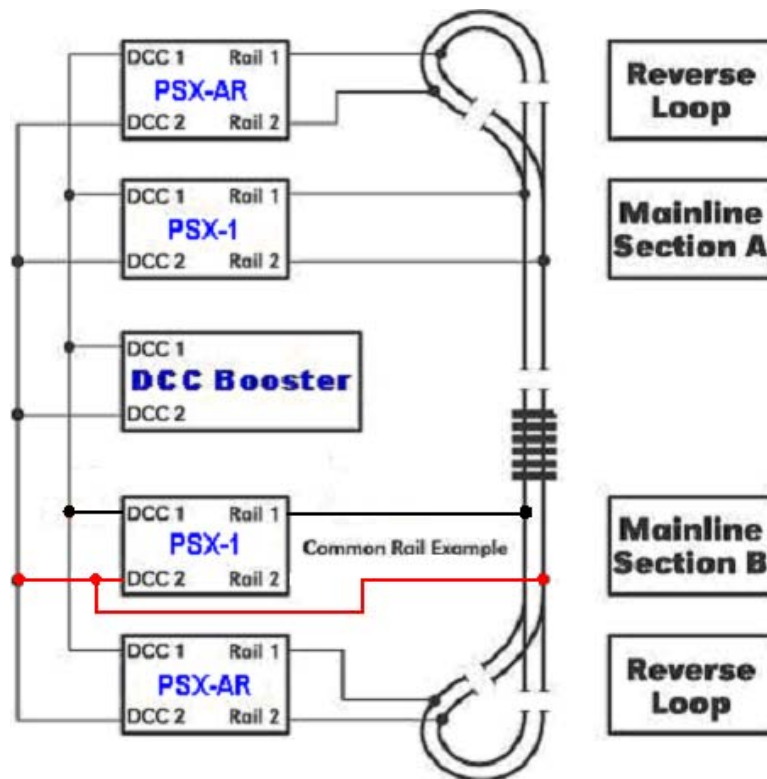 DCC 1 Rail 1
PSX-AR
DCC 2 Rail 2
Reverse
Loop
DCC 1 Rail 1
PSX-1
DCC 2 Rail 2
Mainline
Section A
DCC 1
DCC Booster
DCC 2
DCC 1 Rail 1
PSX-1
DCC 2 Rail 2
Common Rail Example
Mainline
Section B
DCC 1 Rail 1
PSX-AR
DCC 2 Rail 2
Reverse
Loop